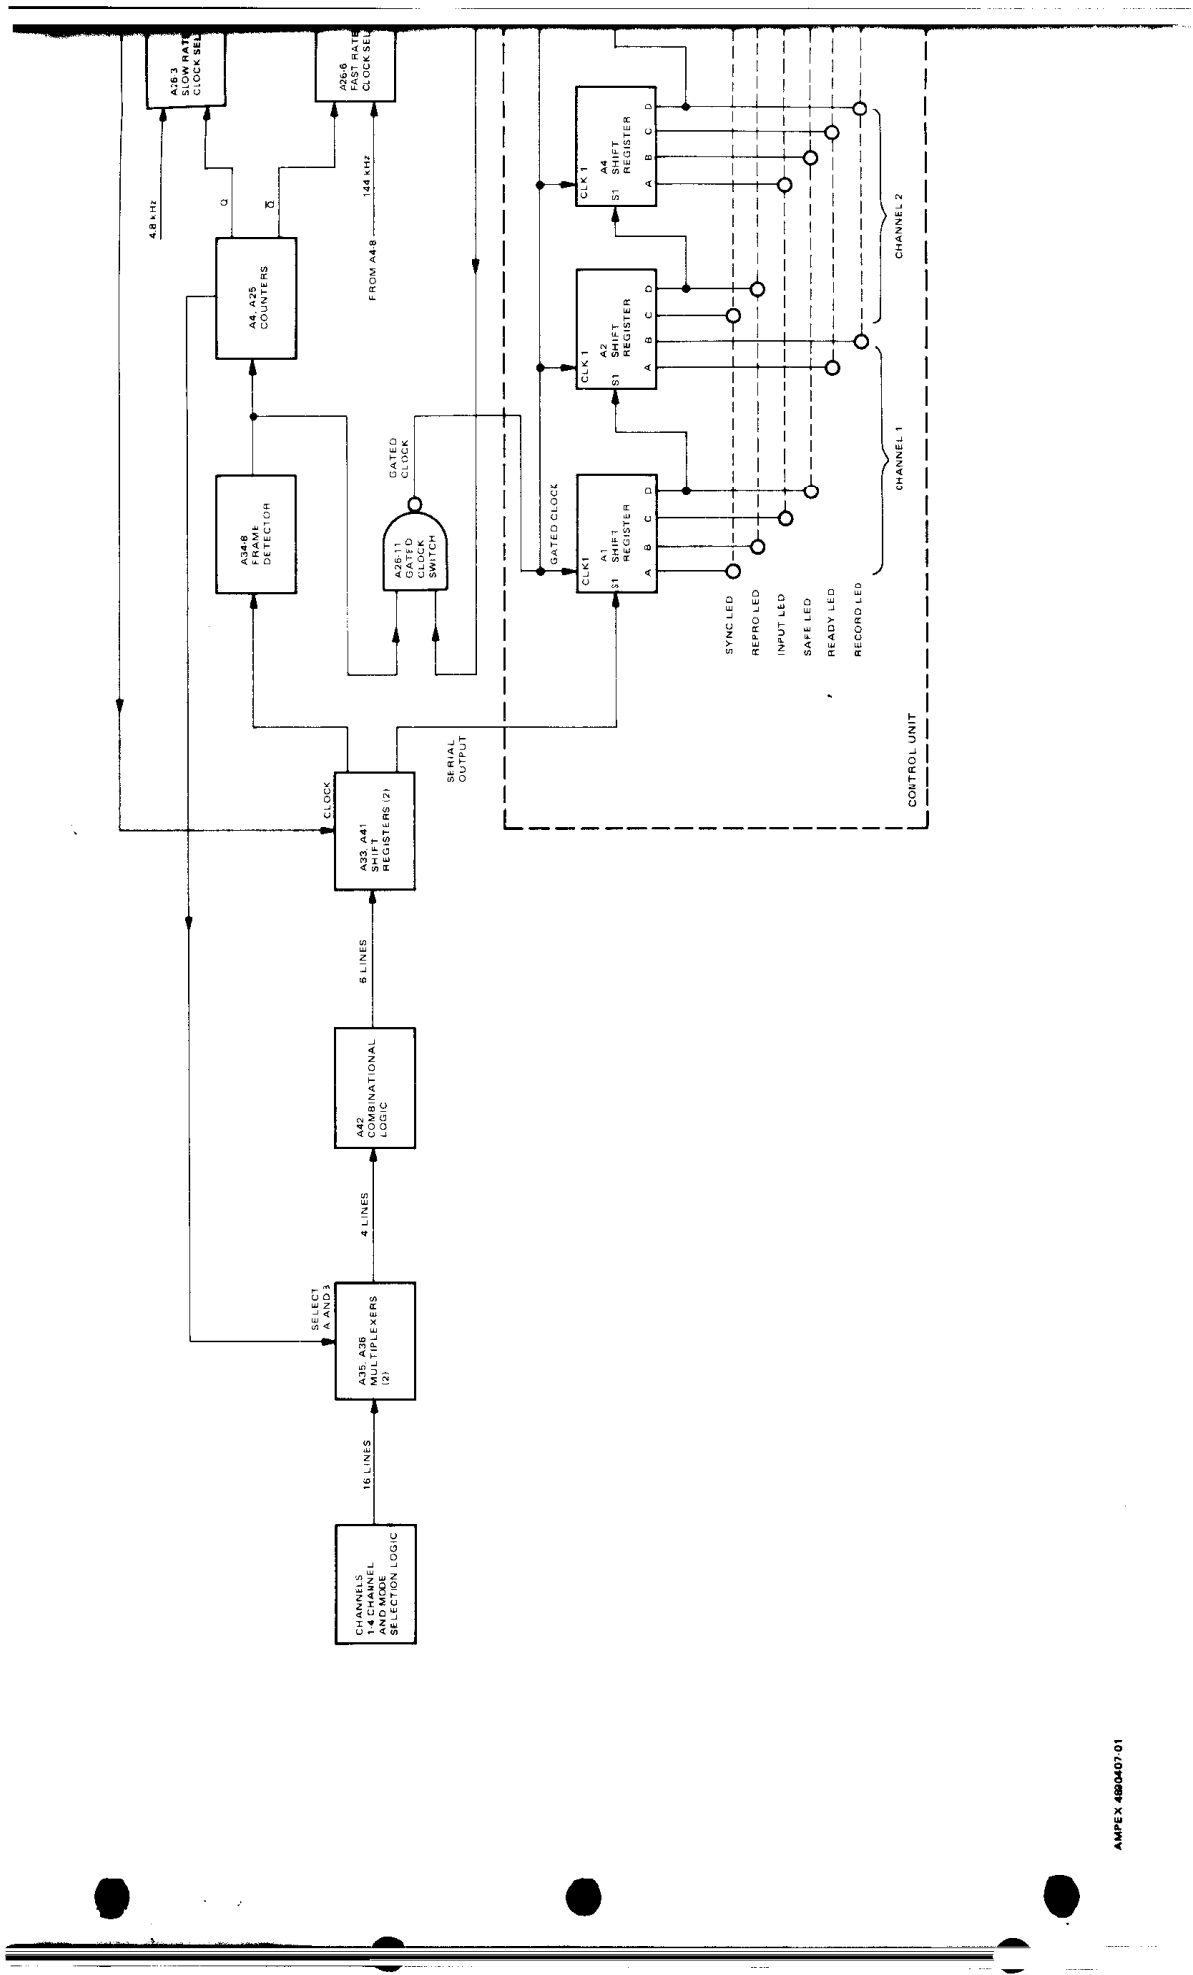 CHANNELS
1-4 CHANNEL
AND MODE
SELECTION LOGIC
16 LINES
SELECT
A AND B
A35, A36
MULTIPLEXERS
(2)
4 LINES
A42
COMBINATIONAL
LOGIC
6 LINES
CLOCK
A33, A41
SHIFT
REGISTERS (2)
SERIAL
OUTPUT
A34-8
FRAME
DETECTOR
A4, A25
COUNTERS
Q
Q̅
4.8 kHz
A26-3
SLOW RATE
CLOCK SEL
A26-6
FAST RATE
CLOCK SEL
144 kHz
FROM A4-8
A26-11
GATED
CLOCK
SWITCH
GATED
CLOCK
GATED CLOCK
CLK1
S1
A1
SHIFT
REGISTER
A B C D
CLK 1
S1
A2
SHIFT
REGISTER
A B C D
CLK 1
S1
A4
SHIFT
REGISTER
A B C D
SYNC LED
REPRO LED
INPUT LED
SAFE LED
READY LED
RECORD LED
CHANNEL 1
CHANNEL 2
CONTROL UNIT
AMPEX 4890407-01